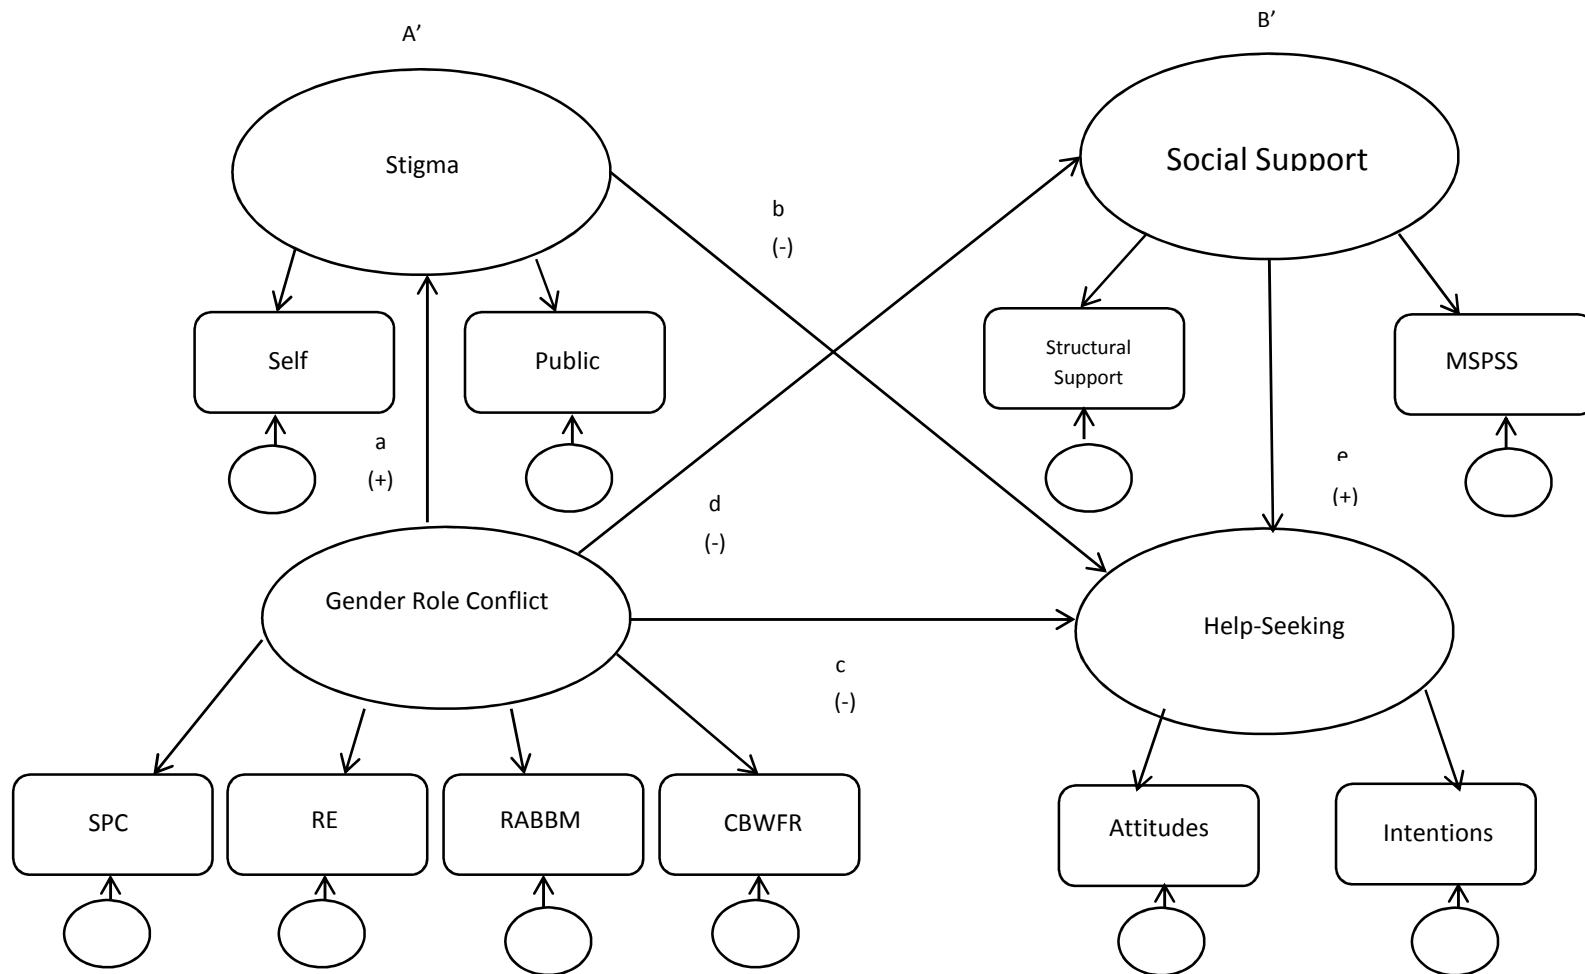 A’
B’
Stigma
Social Support
b
(-)
Self
Public
Structural
Support
MSPSS
a
(+)
e
(+)
d
(-)
Gender Role Conflict
Help-Seeking
c
(-)
SPC
RE
RABBM
CBWFR
Attitudes
Intentions